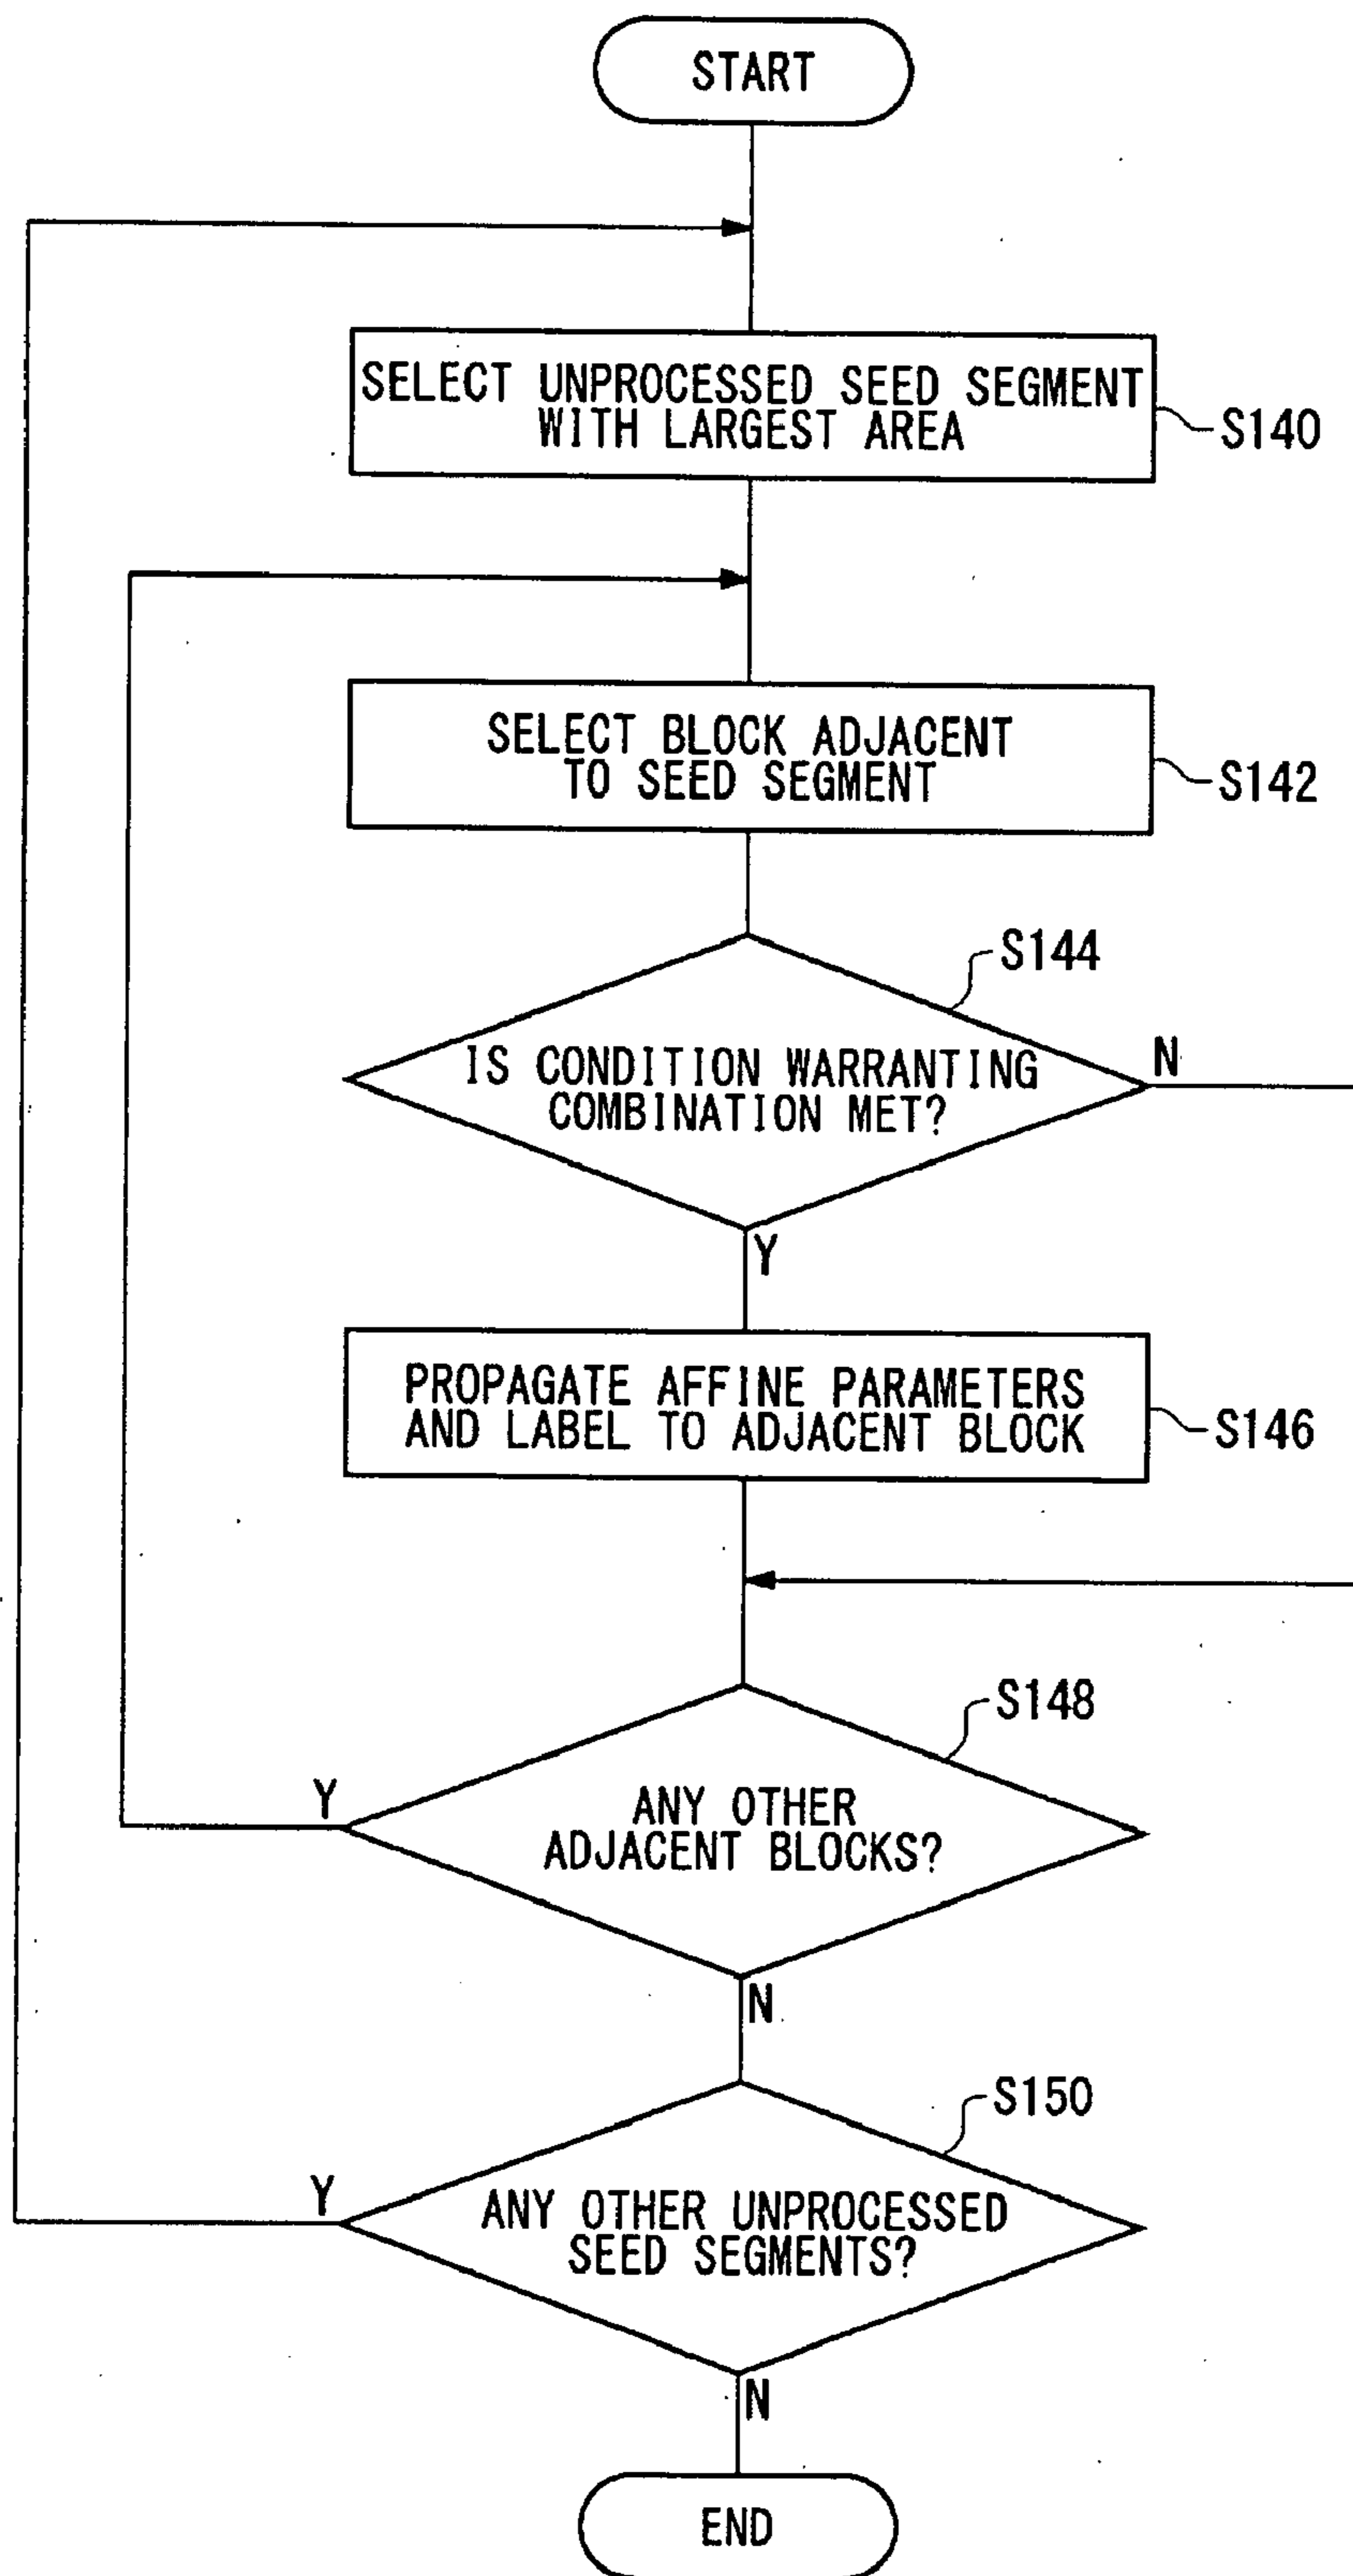 START
SELECT UNPROCESSED SEED SEGMENT
WITH LARGEST AREA
S140
SELECT BLOCK ADJACENT
TO SEED SEGMENT
S142
S144
IS CONDITION WARRANTING
COMBINATION MET?
N
Y
PROPAGATE AFFINE PARAMETERS
AND LABEL TO ADJACENT BLOCK
S146
S148
Y
ANY OTHER
ADJACENT BLOCKS?
N
S150
Y
ANY OTHER UNPROCESSED
SEED SEGMENTS?
N
END